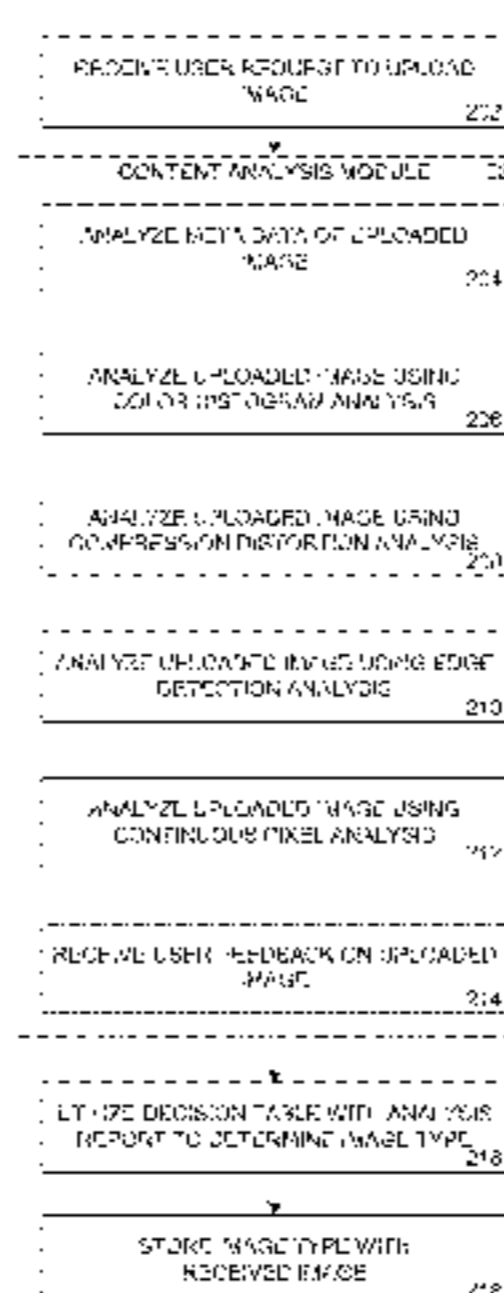 RECEIVE USER REQUEST TO UPLOAD
IMAGE
202
CONTENT ANALYSIS MODULE
ANALYZE META DATA OF UPLOADED
IMAGE
204
ANALYZE UPLOADED IMAGE USING
COLOR HISTOGRAM ANALYSIS
206
ANALYZE UPLOADED IMAGE USING
COMPRESSION DISTORTION ANALYSIS
ANALYZE UPLOADED IMAGE USING EDGE
DETECTION ANALYSIS
210
ANALYZE UPLOADED IMAGE USING
CONTINUOUS PIXEL ANALYSIS
212
RECEIVE USER FEEDBACK ON UPLOADED
IMAGE
214
UTILIZE DECISION TABLE WITH ANALYSIS
REPORT TO DETERMINE IMAGE TYPE
STORE IMAGE TYPE WITH
RECEIVED IMAGE